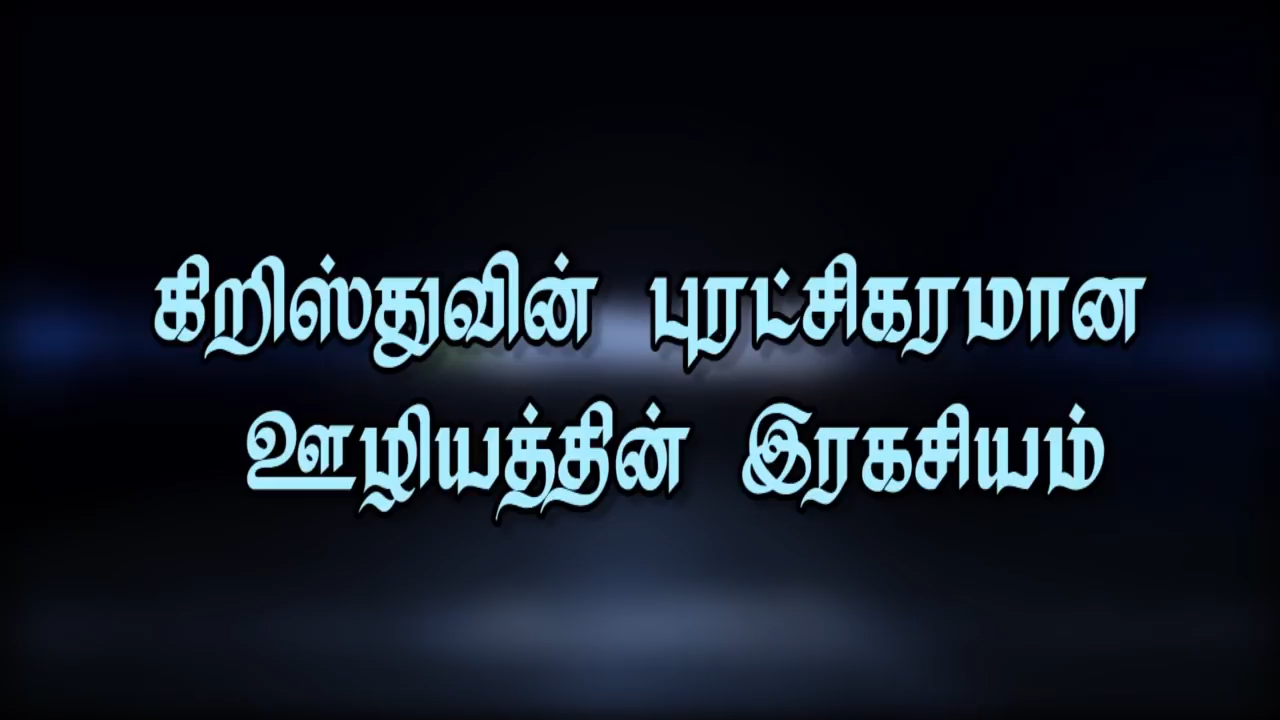 கிறிஸ்துவின் புரட்சிகரமான
ஊழியத்தின் இரகசியம்